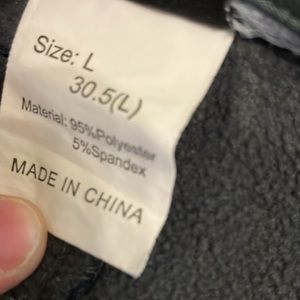 Size: L
30.5(L)
Material: 95%Polyester
5%Spandex
MADE IN CHINA